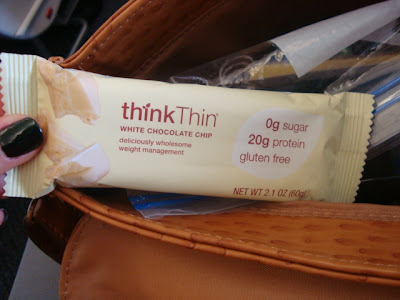 thinkThin
WHITE CHOCOLATE CHIP
deliciously wholesome
weight management
0g sugar
20g protein
gluten free
NET WT 2.1 OZ (60g)